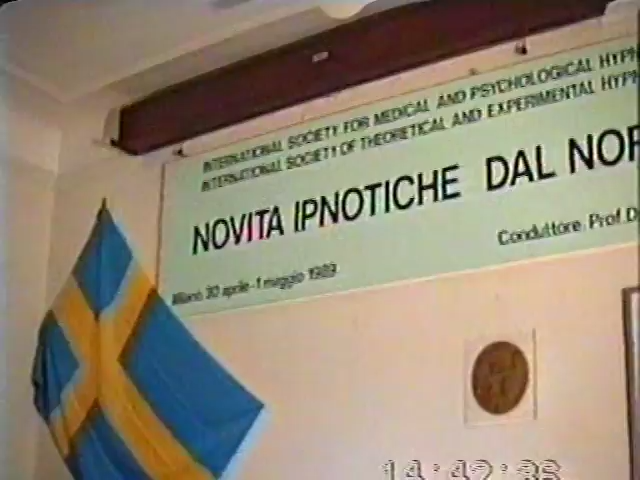 INTERNATIONAL SOCIETY FOR MEDICAL AND PSYCHOLOGICAL HYPN
INTERNATIONAL SOCIETY OF THEORETICAL AND EXPERIMENTAL HYPN
NOVITA IPNOTICHE DAL NOR
Conduttore: Prof. D
Milano 30 aprile-1 maggio 1989
14:42:36